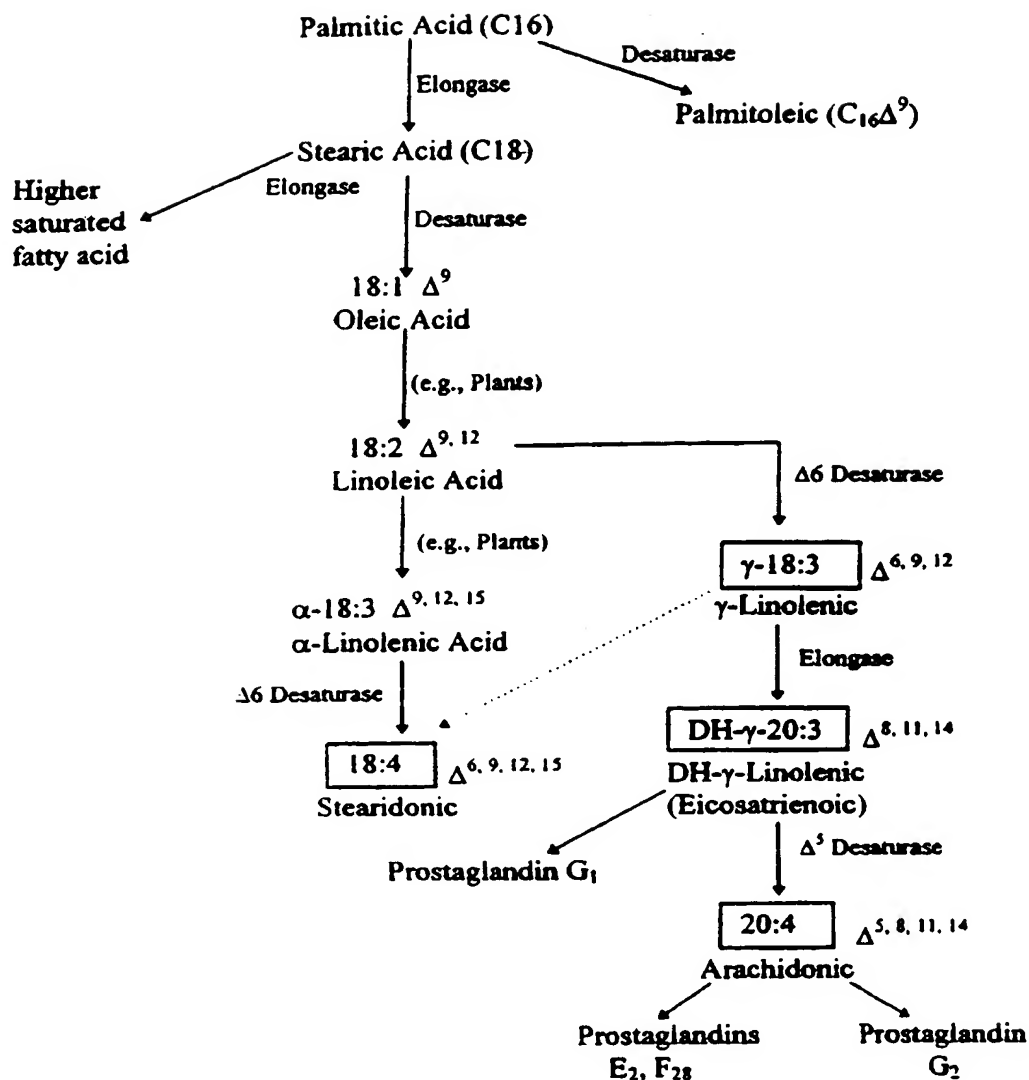 Palmitic Acid (C16)
Desaturase
Elongase
Palmitoleic (C₁₆Δ⁹)
Stearic Acid (C18)
Elongase
Higher
saturated
fatty acid
Desaturase
18:1 Δ⁹
Oleic Acid
(e.g., Plants)
18:2 Δ⁹,¹²
Linoleic Acid
Δ6 Desaturase
(e.g., Plants)
γ-18:3 Δ⁶,⁹,¹²
γ-Linolenic
α-18:3 Δ⁹,¹²,¹⁵
α-Linolenic Acid
Elongase
Δ6 Desaturase
DH-γ-20:3 Δ⁸,¹¹,¹⁴
DH-γ-Linolenic
(Eicosatrienoic)
18:4 Δ⁶,⁹,¹²,¹⁵
Stearidonic
Δ⁵ Desaturase
Prostaglandin G₁
20:4 Δ⁵,⁸,¹¹,¹⁴
Arachidonic
Prostaglandins
E₂, F₂₈
Prostaglandin
G₂